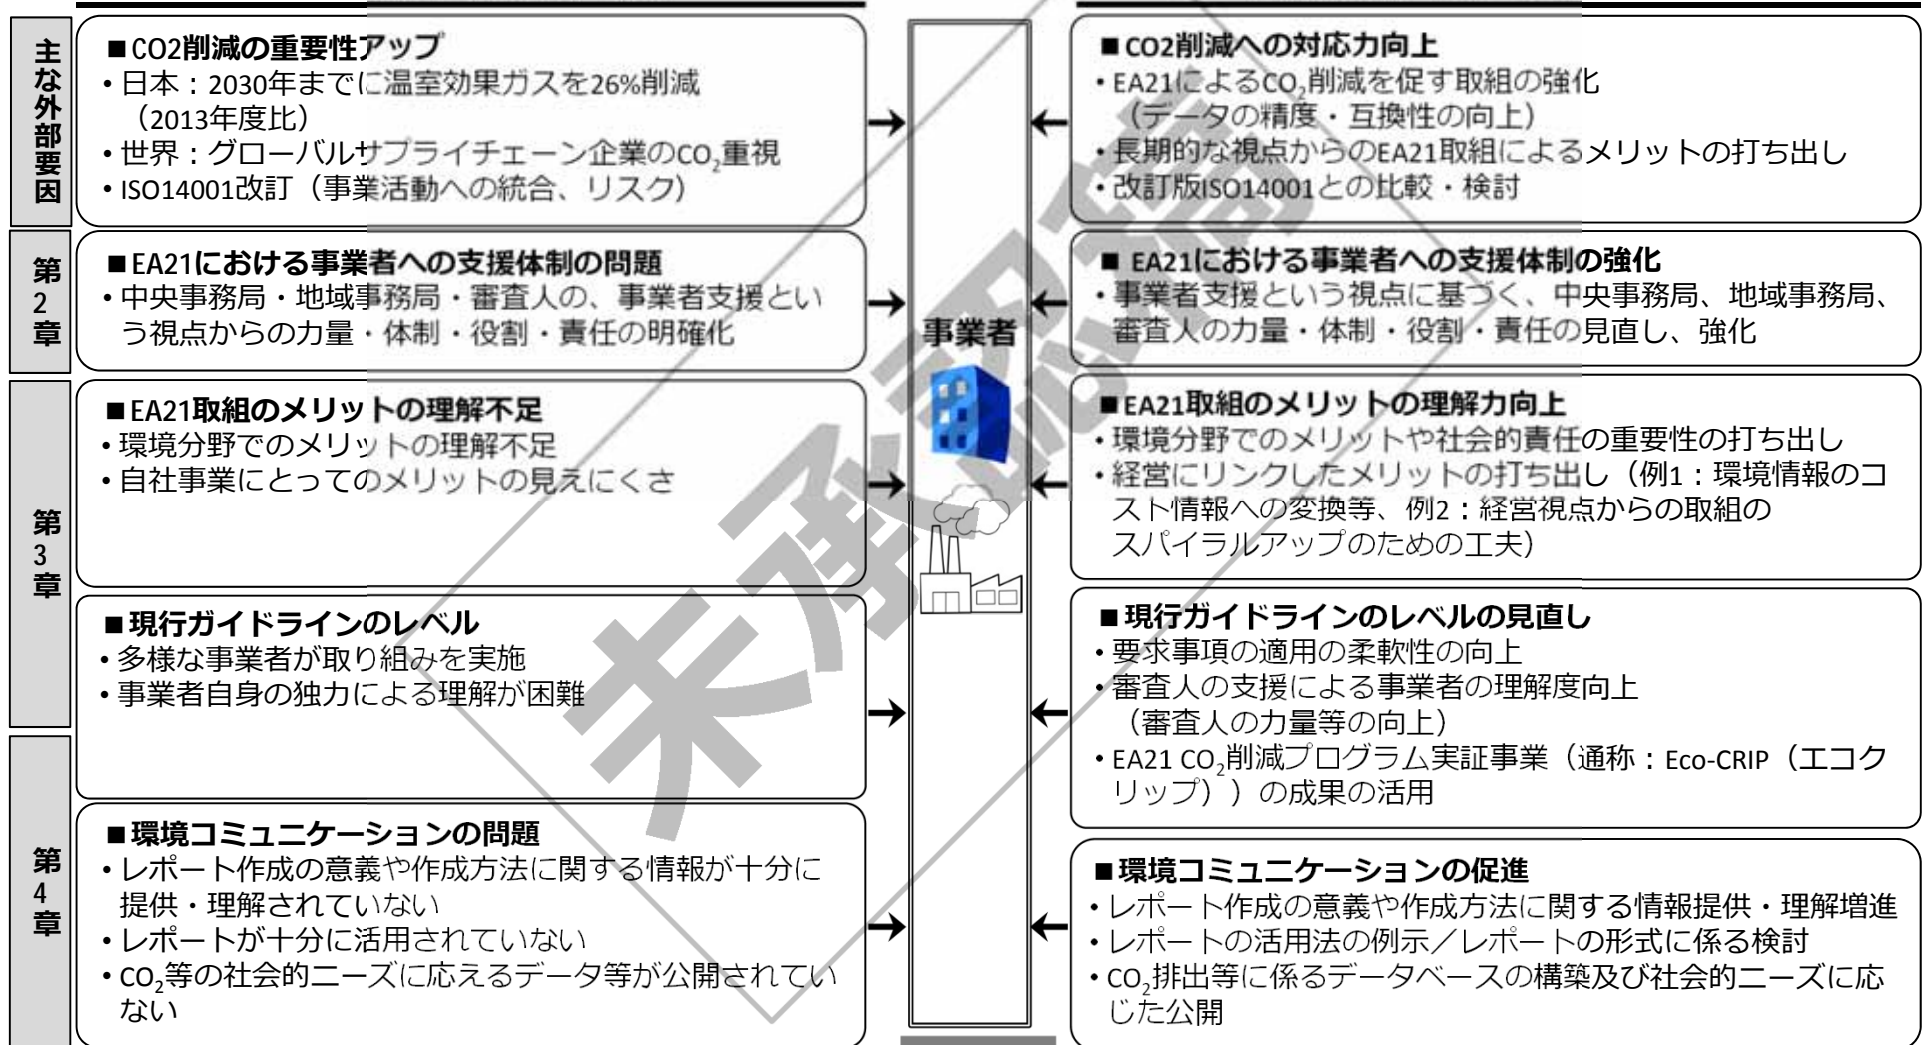 主な外部要因
■CO2削減の重要性アップ
• 日本：2030年までに温室効果ガスを26%削減
（2013年度比）
• 世界：グローバルサプライチェーン企業のCO₂重視
• ISO14001改訂（事業活動への統合、リスク）
■CO2削減への対応力向上
• EA21によるCO₂削減を促す取組の強化
（データの精度・互換性の向上）
• 長期的な視点からのEA21取組によるメリットの打ち出し
• 改訂版ISO14001との比較・検討
第2章
■EA21における事業者への支援体制の問題
• 中央事務局・地域事務局・審査人の、事業者支援とい
う視点からの力量・体制・役割・責任の明確化
■ EA21における事業者への支援体制の強化
• 事業者支援という視点に基づく、中央事務局、地域事務局、
審査人の力量・体制・役割・責任の見直し、強化
事業者
第3章
■EA21取組のメリットの理解不足
• 環境分野でのメリットの理解不足
• 自社事業にとってのメリットの見えにくさ
■EA21取組のメリットの理解力向上
• 環境分野でのメリットや社会的責任の重要性の打ち出し
• 経営にリンクしたメリットの打ち出し（例1：環境情報のコ
スト情報への変換等、例2：経営視点からの取組の
スパイラルアップのための工夫）
■現行ガイドラインのレベル
• 多様な事業者が取り組みを実施
• 事業者自身の独力による理解が困難
■現行ガイドラインのレベルの見直し
• 要求事項の適用の柔軟性の向上
• 審査人の支援による事業者の理解度向上
（審査人の力量等の向上）
• EA21 CO₂削減プログラム実証事業（通称：Eco-CRIP（エコク
リップ））の成果の活用
第4章
■環境コミュニケーションの問題
• レポート作成の意義や作成方法に関する情報が十分に
提供・理解されていない
• レポートが十分に活用されていない
• CO₂等の社会的ニーズに応えるデータ等が公開されてい
ない
■環境コミュニケーションの促進
• レポート作成の意義や作成方法に関する情報提供・理解増進
• レポートの活用法の例示／レポートの形式に係る検討
• CO₂排出等に係るデータベースの構築及び社会的ニーズに応
じた公開
未承認稿